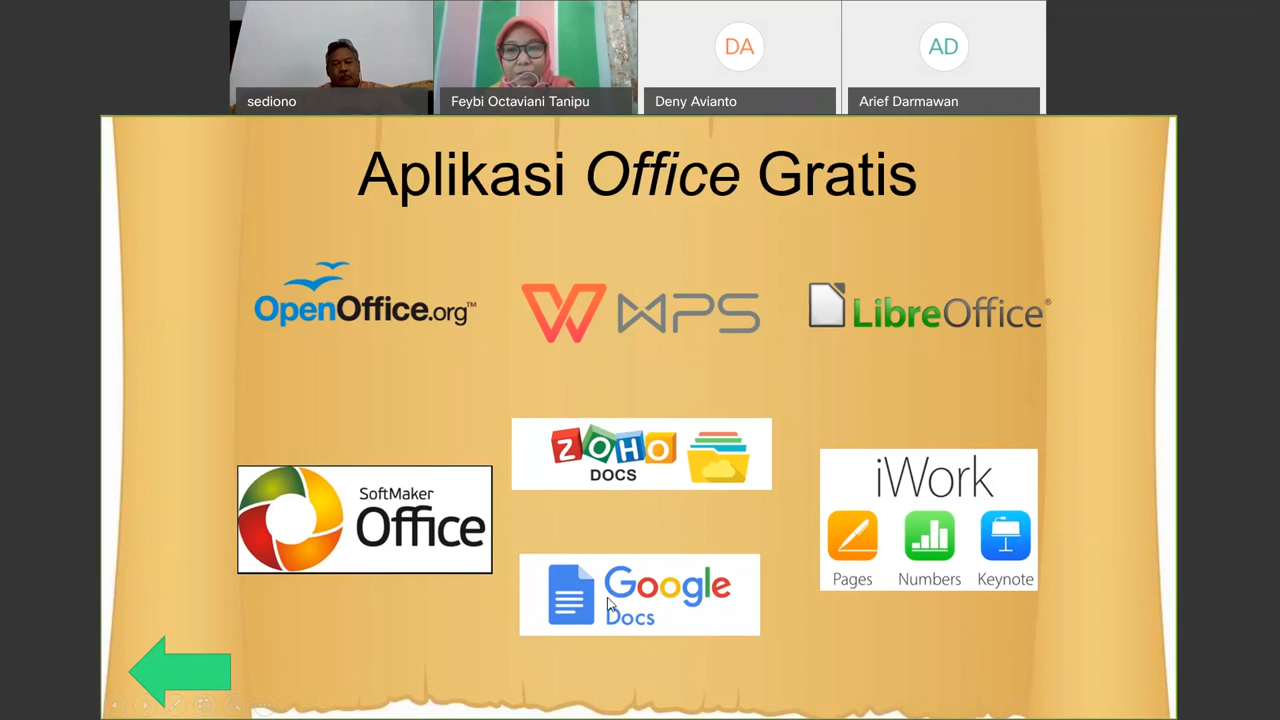 DA
AD
sediono
Feybi Octaviani Tanipu
Deny Avianto
Arief Darmawan
Aplikasi Office Gratis
OpenOffice.org™
W WPS
LibreOffice®
ZOHO
DOCS
SoftMaker
Office
iWork
Pages Numbers Keynote
Google
Docs